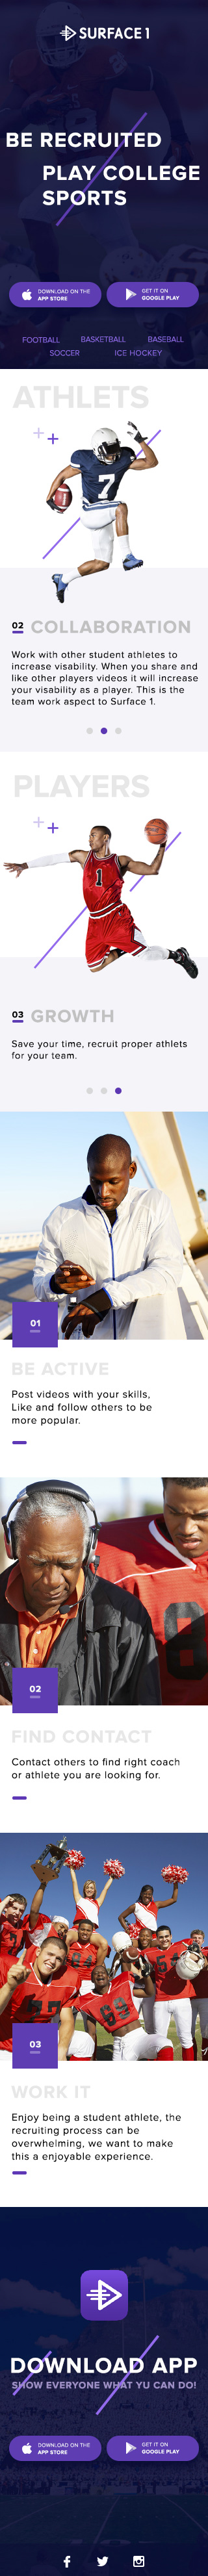 SURFACE 1
BE RECRUITED
PLAY COLLEGE
SPORTS
DOWNLOAD ON THE
APP STORE
GET IT ON
GOOGLE PLAY
FOOTBALL BASKETBALL BASEBALL
SOCCER ICE HOCKEY
ATHLETS
7
02 COLLABORATION
Work with other student athletes to
increase visability. When you share and
like other players videos it will increase
your visability as a player. This is the
team work aspect to Surface 1.
PLAYERS
1
03 GROWTH
Save your time, recruit proper athlets
for your team.
01
BE ACTIVE
Post videos with your skills,
Like and follow others to be
more popular.
02
FIND CONTACT
Contact others to find right coach
or athlete you are looking for.
03
WORK IT
Enjoy being a student athlete, the
recruiting process can be
overwhelming, we want to make
this a enjoyable experience.
DOWNLOAD APP
SHOW EVERYONE WHAT YU CAN DO!
DOWNLOAD ON THE
APP STORE
GET IT ON
GOOGLE PLAY